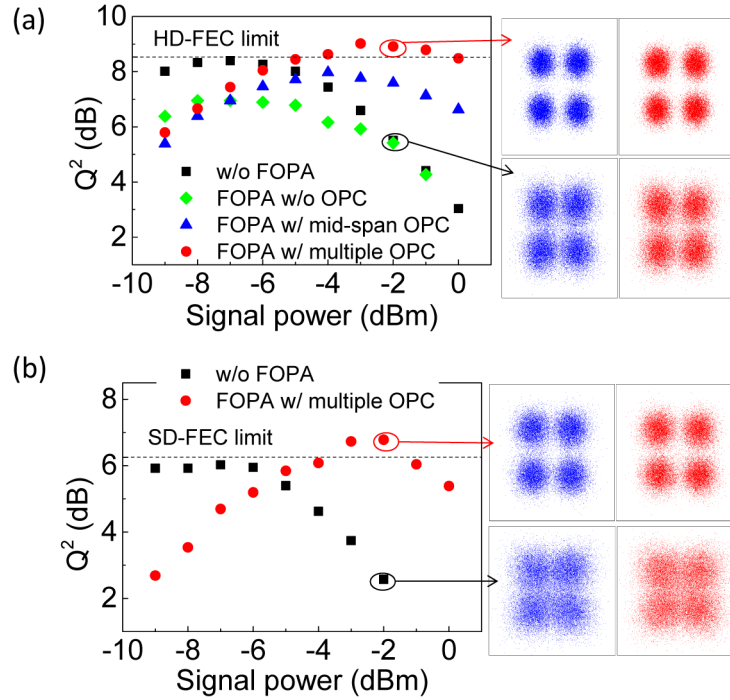 (a)
10
8
6
4
2
Q² (dB)
HD-FEC limit
w/o FOPA
FOPA w/o OPC
FOPA w/ mid-span OPC
FOPA w/ multiple OPC
-10 -8 -6 -4 -2 0
Signal power (dBm)
(b)
w/o FOPA
FOPA w/ multiple OPC
8
6
4
2
Q² (dB)
SD-FEC limit
-10 -8 -6 -4 -2 0
Signal power (dBm)